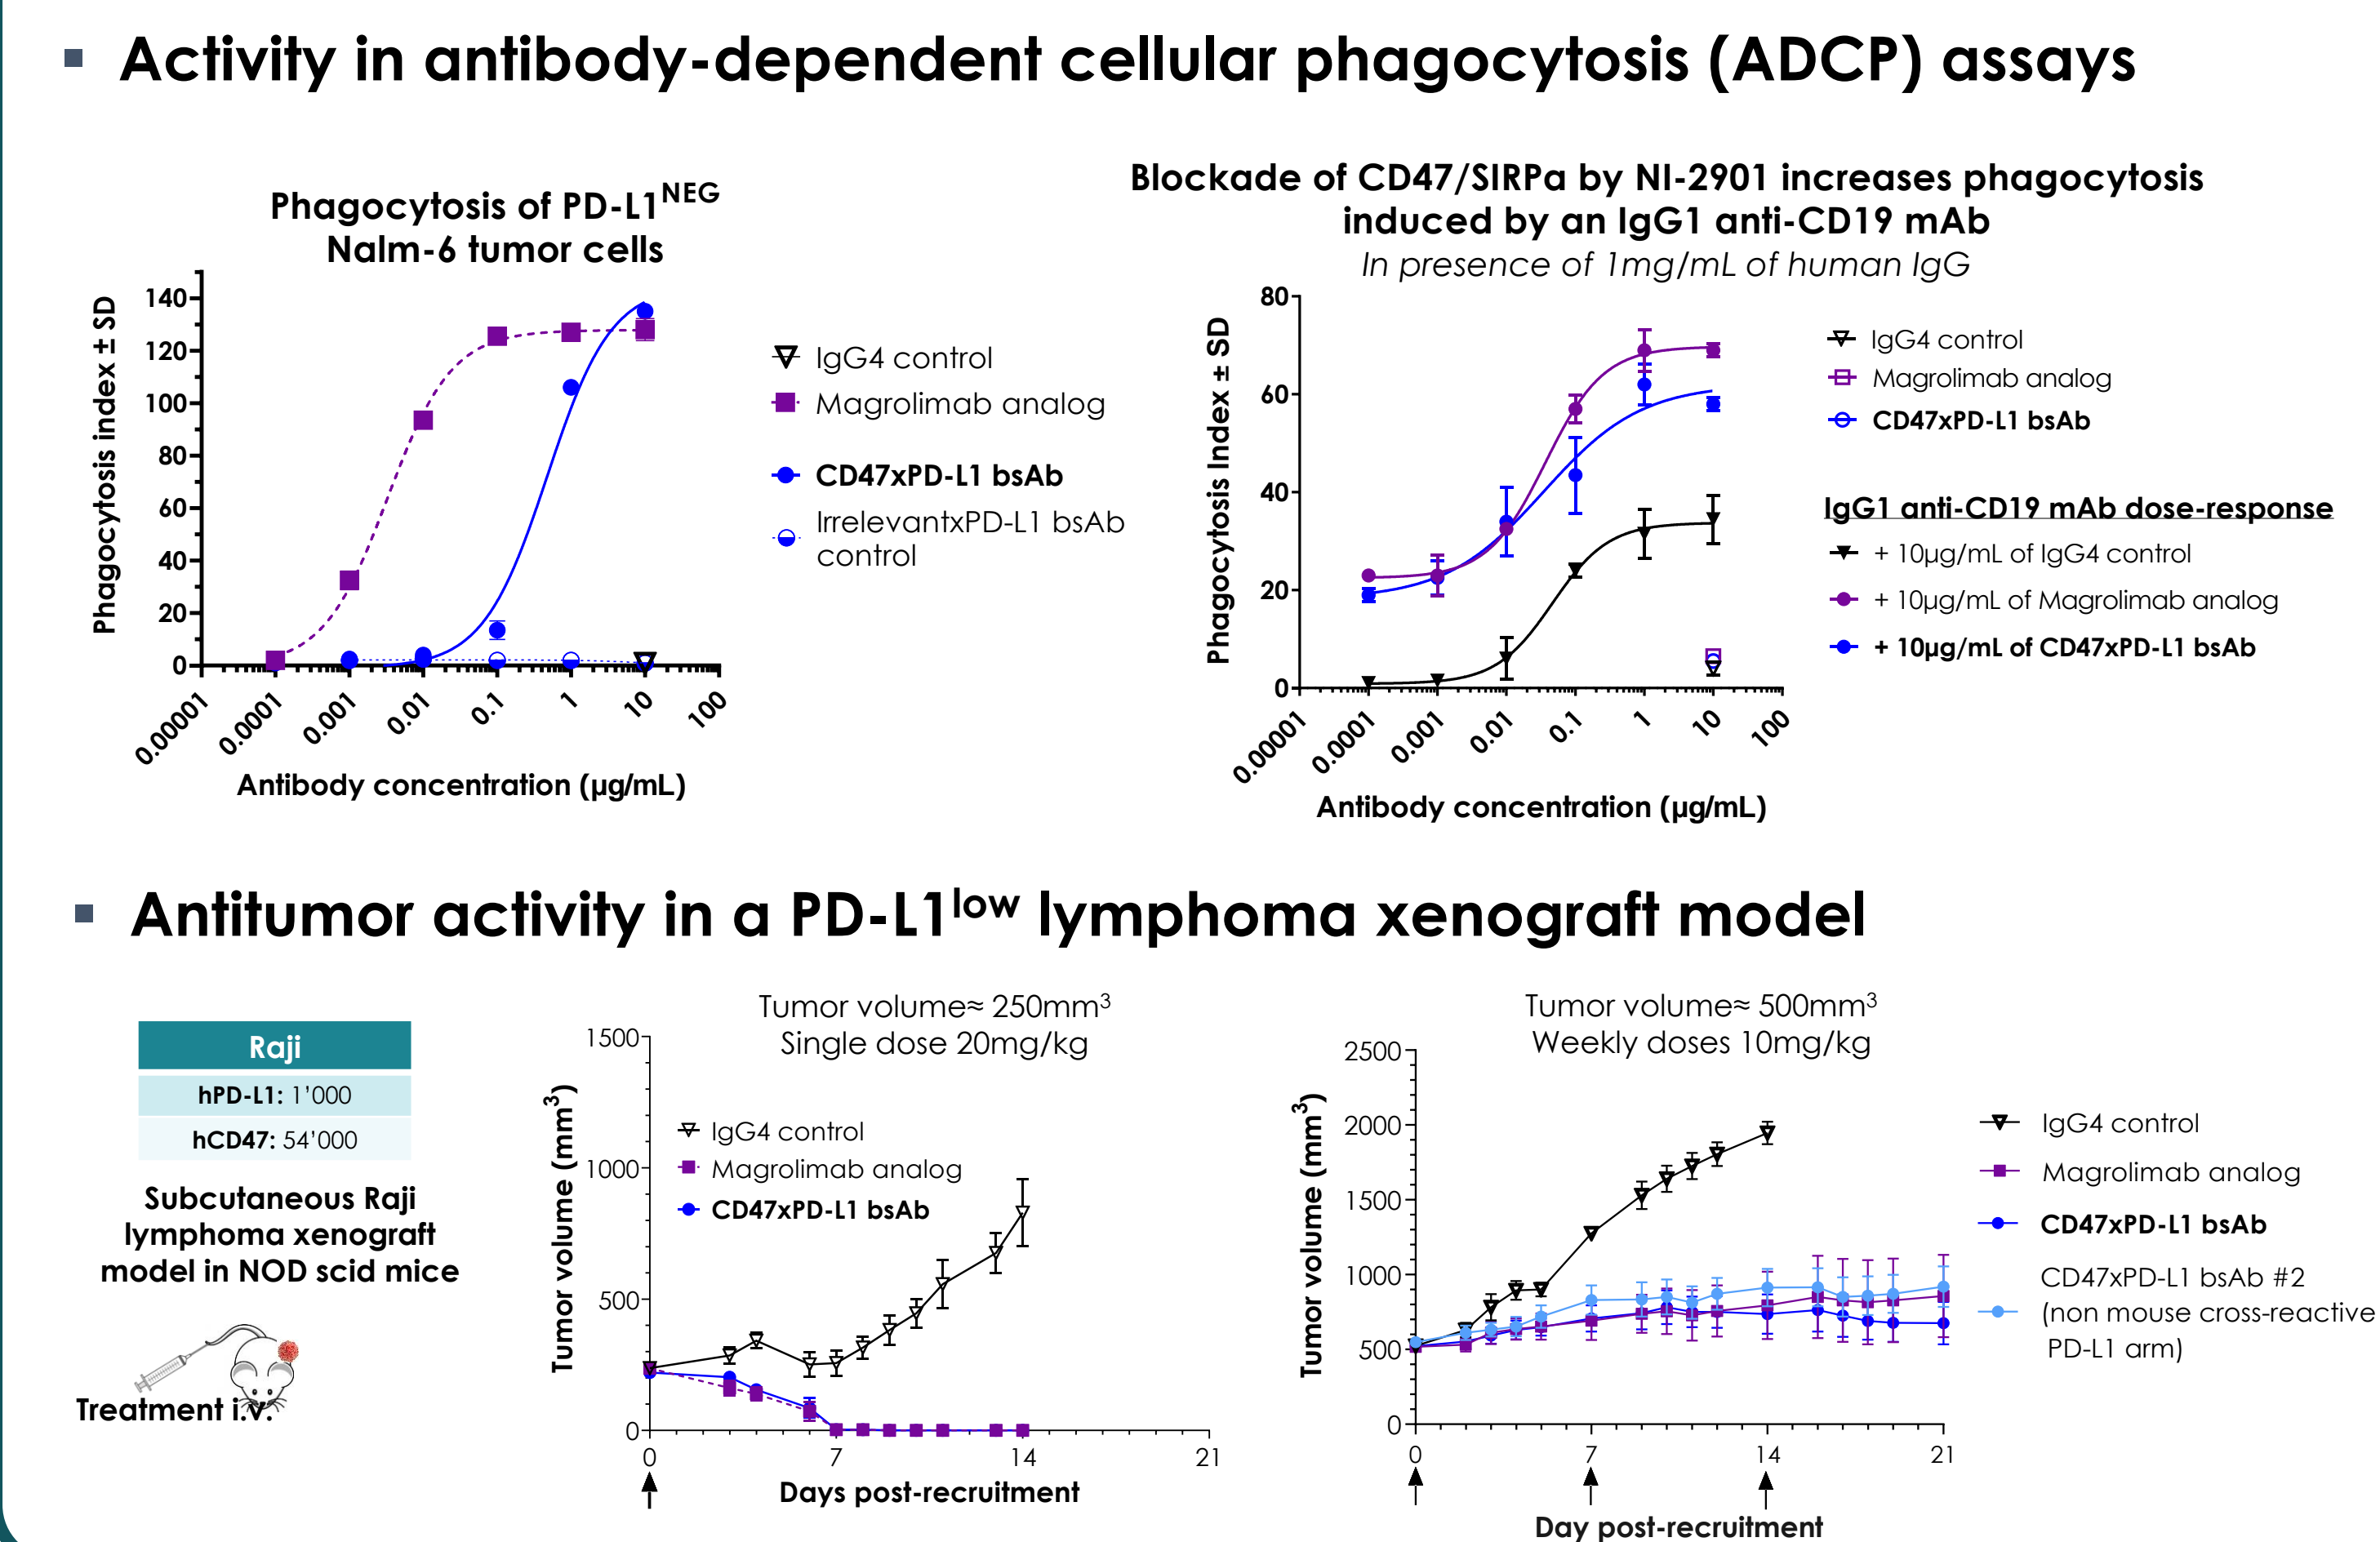 ▪ Activity in antibody-dependent cellular phagocytosis (ADCP) assays
Phagocytosis of PD-L1NEG
Nalm-6 tumor cells
Phagocytosis index ± SD
140
120
100
80
60
40
20
0
0.00001
0.0001
0.001
0.01
0.1
1
10
100
Antibody concentration (µg/mL)
IgG4 control
Magrolimab analog
CD47xPD-L1 bsAb
IrrelevantxPD-L1 bsAb
control
Blockade of CD47/SIRPa by NI-2901 increases phagocytosis
induced by an IgG1 anti-CD19 mAb
In presence of 1mg/mL of human IgG
Phagocytosis Index ± SD
80
60
40
20
0
0.00001
0.0001
0.001
0.01
0.1
1
10
100
Antibody concentration (µg/mL)
IgG4 control
Magrolimab analog
CD47xPD-L1 bsAb
IgG1 anti-CD19 mAb dose-response
+ 10µg/mL of IgG4 control
+ 10µg/mL of Magrolimab analog
+ 10µg/mL of CD47xPD-L1 bsAb
▪ Antitumor activity in a PD-L1low lymphoma xenograft model
Raji
hPD-L1: 1’000
hCD47: 54’000
Subcutaneous Raji
lymphoma xenograft
model in NOD scid mice
Treatment i.v.
Tumor volume≈ 250mm3
Single dose 20mg/kg
Tumor volume (mm3)
1500
1000
500
0
IgG4 control
Magrolimab analog
CD47xPD-L1 bsAb
0
7
14
21
Days post-recruitment
Tumor volume≈ 500mm3
Weekly doses 10mg/kg
Tumor volume (mm3)
2500
2000
1500
1000
500
0
0
7
14
21
Day post-recruitment
IgG4 control
Magrolimab analog
CD47xPD-L1 bsAb
CD47xPD-L1 bsAb #2
(non mouse cross-reactive
PD-L1 arm)